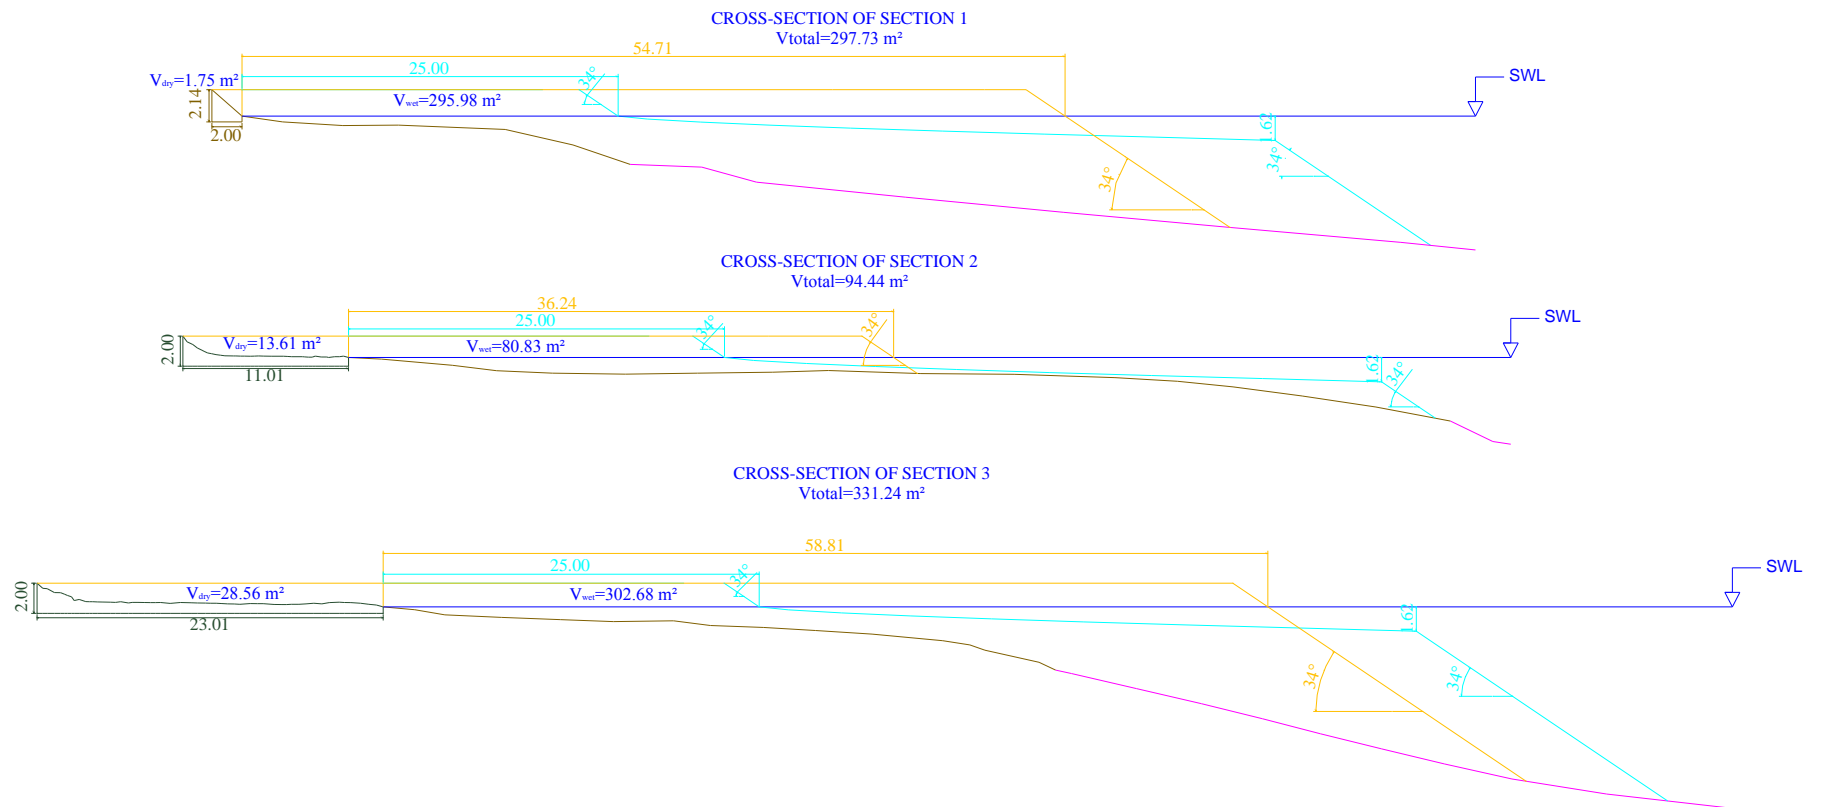 CROSS-SECTION OF SECTION 1
Vtotal=297.73 m²
54.71
25.00
SWL
Vdry=1.75 m²
34°
Vwet=295.98 m²
2.14
2.00
1.62
34°
34°
CROSS-SECTION OF SECTION 2
Vtotal=94.44 m²
36.24
25.00
SWL
34°
34°
Vdry=13.61 m²
Vwet=80.83 m²
2.00
11.01
1.62
34°
CROSS-SECTION OF SECTION 3
Vtotal=331.24 m²
58.81
25.00
SWL
34°
Vdry=28.56 m²
Vwet=302.68 m²
2.00
23.01
1.62
34°
34°